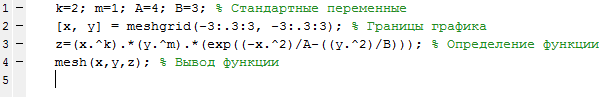 1 – k=2; m=1; A=4; B=3; % Стандартные переменные
2 – [x, y] = meshgrid(-3:.3:3, -3:.3:3); % Границы графика
3 – z=(x.^k).*(y.^m).*(exp((-x.^2)/A-((y.^2)/B))); % Определение функции
4 – mesh(x,y,z); % Вывод функции
5